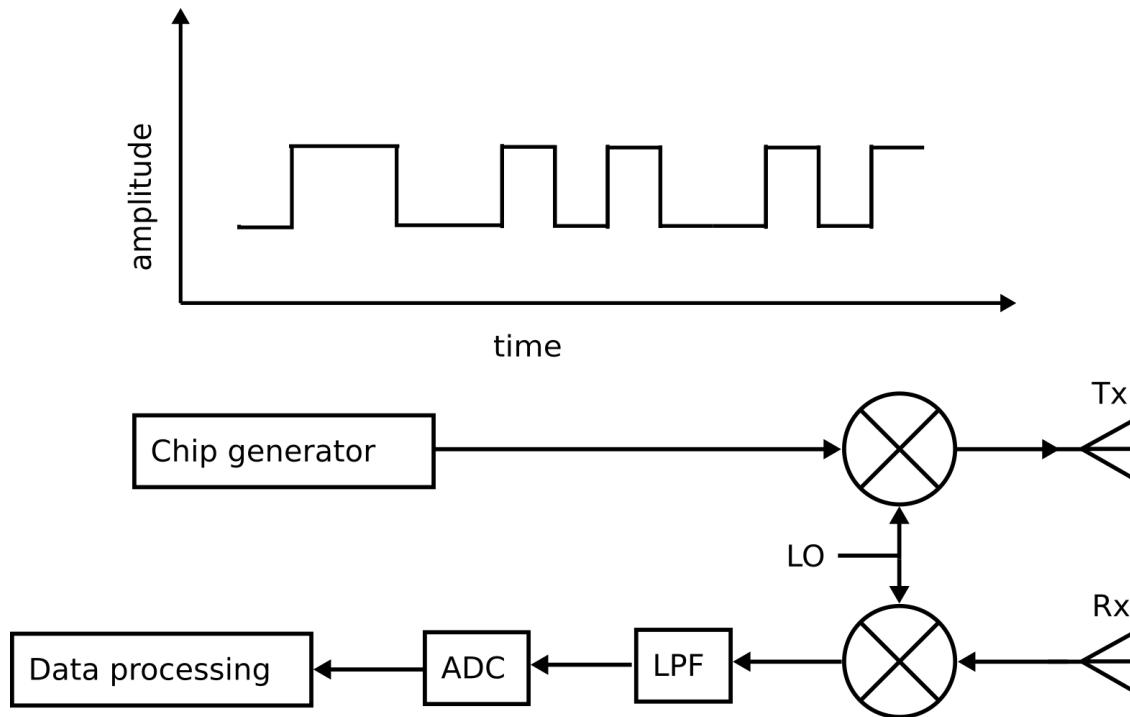 amplitude
time
Tx
Chip generator
LO
Rx
Data processing
ADC
LPF